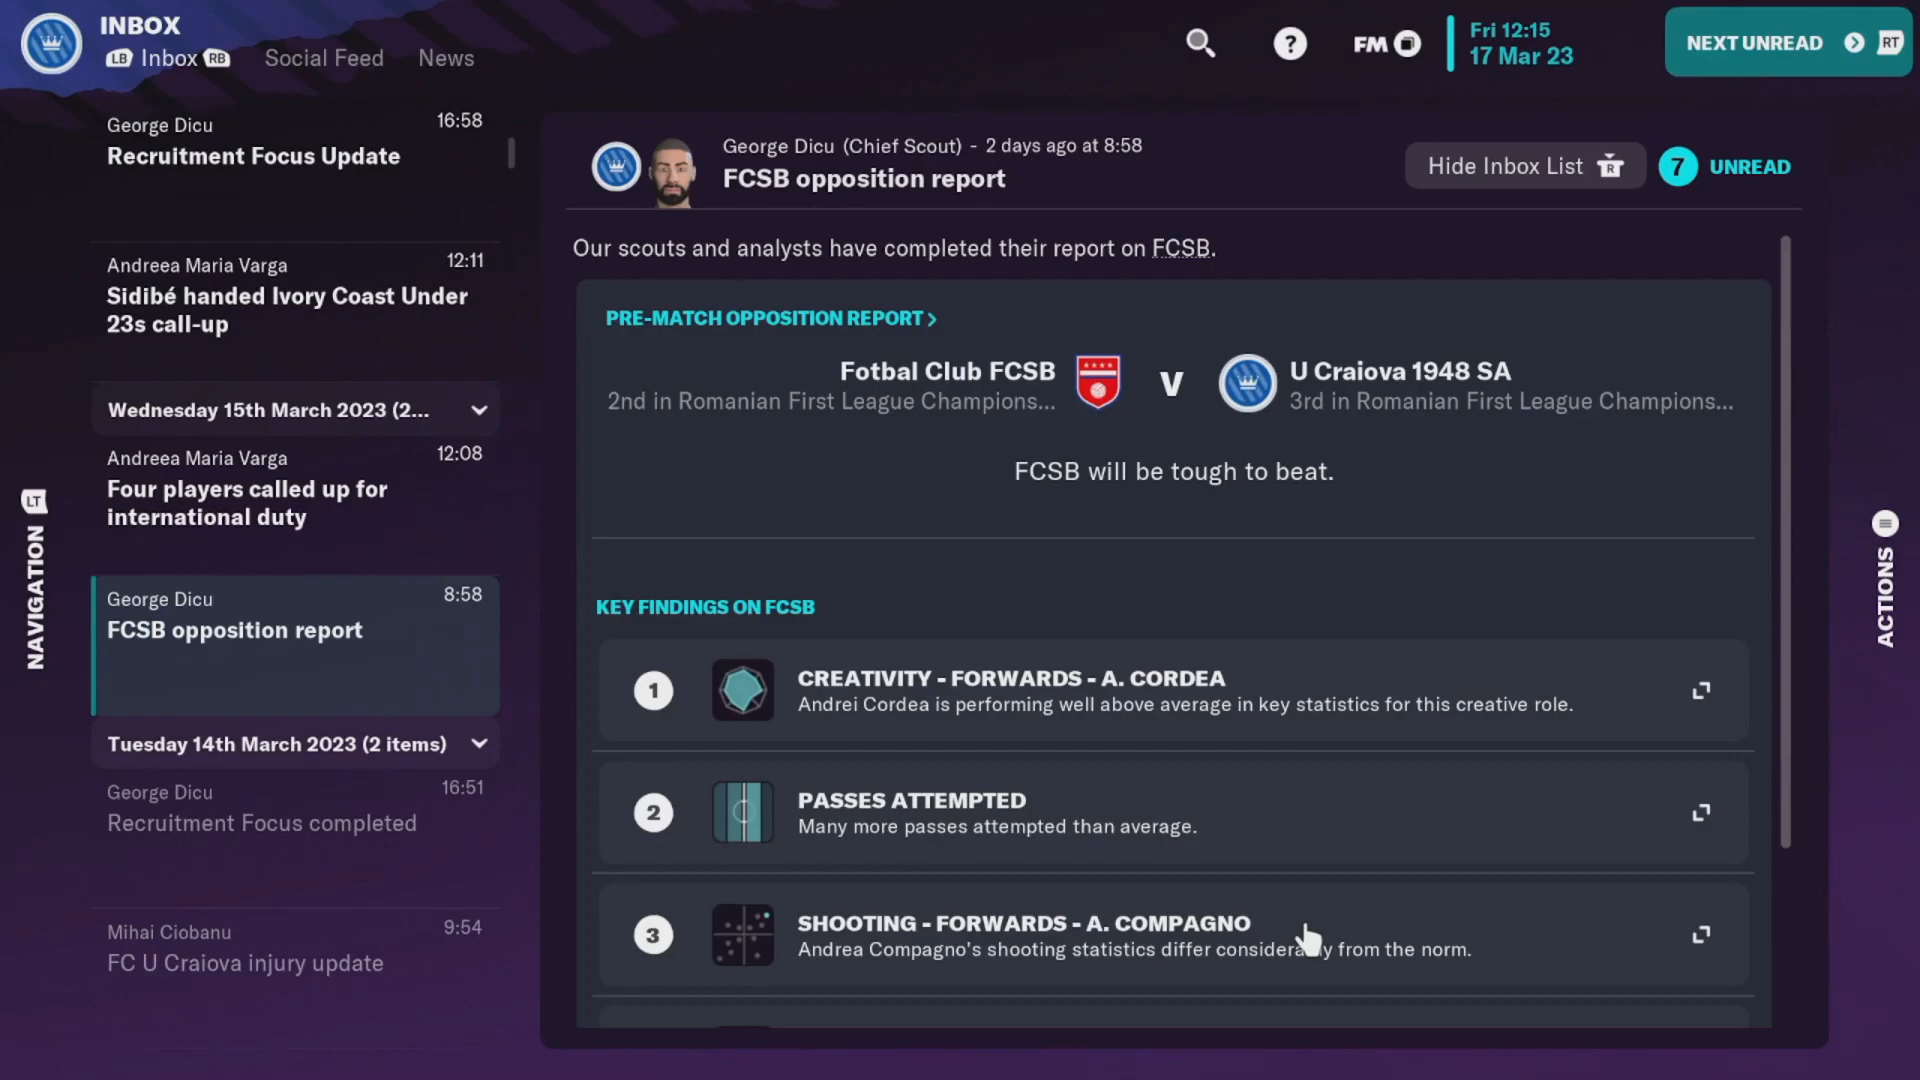 INBOX
LB Inbox RB Social Feed News
FM
Fri 12:15
17 Mar 23
NEXT UNREAD RT
George Dicu 16:58
Recruitment Focus Update
Andreea Maria Varga 12:11
Sidibé handed Ivory Coast Under
23s call-up
Wednesday 15th March 2023 (2...
Andreea Maria Varga 12:08
Four players called up for
international duty
George Dicu 8:58
FCSB opposition report
Tuesday 14th March 2023 (2 items)
George Dicu 16:51
Recruitment Focus completed
Mihai Ciobanu 9:54
FC U Craiova injury update
LT
NAVIGATION
George Dicu (Chief Scout) - 2 days ago at 8:58
FCSB opposition report
Hide Inbox List R
7 UNREAD
Our scouts and analysts have completed their report on FCSB.
PRE-MATCH OPPOSITION REPORT >
Fotbal Club FCSB V U Craiova 1948 SA
2nd in Romanian First League Champions... 3rd in Romanian First League Champions...
FCSB will be tough to beat.
KEY FINDINGS ON FCSB
1 CREATIVITY - FORWARDS - A. CORDEA
Andrei Cordea is performing well above average in key statistics for this creative role.
2 PASSES ATTEMPTED
Many more passes attempted than average.
3 SHOOTING - FORWARDS - A. COMPAGNO
Andrea Compagno's shooting statistics differ considerably from the norm.
ACTIONS